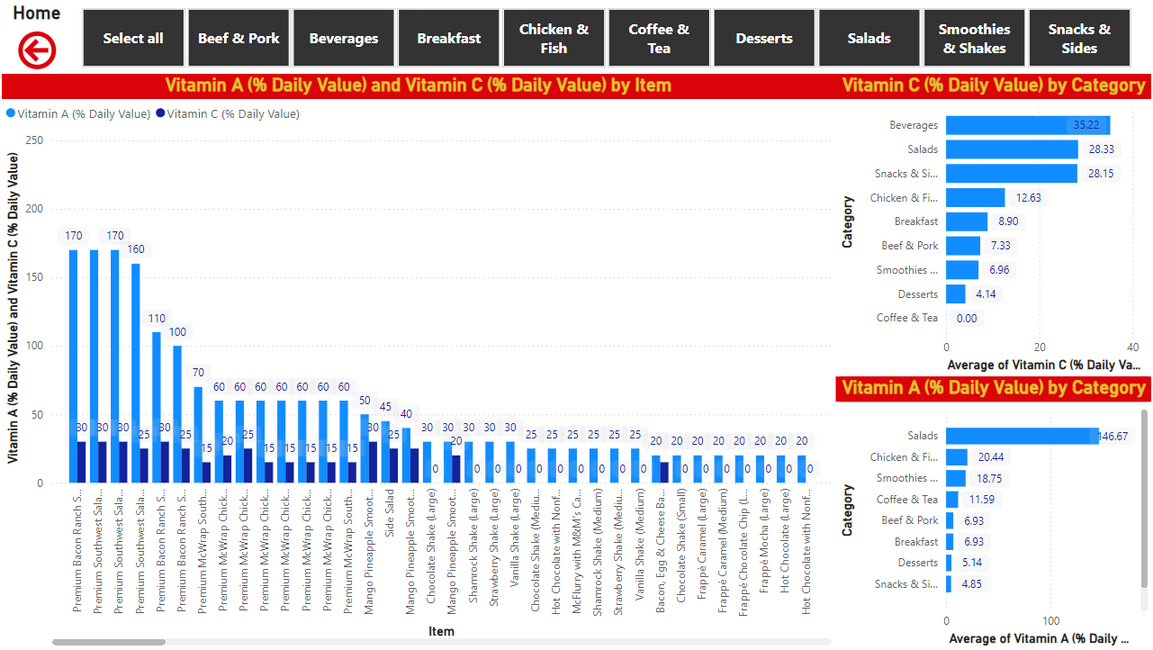 Home
Select all
Beef & Pork
Beverages
Breakfast
Chicken &
Fish
Coffee &
Tea
Desserts
Salads
Smoothies
& Shakes
Snacks &
Sides
Vitamin A (% Daily Value) and Vitamin C (% Daily Value) by Item
Vitamin A (% Daily Value) Vitamin C (% Daily Value)
Vitamin A (% Daily Value) and Vitamin C (% Daily Value)
250
200
150
100
50
0
170 170 160 110 100 70 60 60 60 60 60 60 60 50 45 40 30 30 30 30 30 25 25 25 25 25 25 20 20 20 20 20 20 20 20
30 30 30 25 30 25 15 20 25 15 15 15 15 15 30 25 0 20 0 0 0 0 0 0 0 0 0 0 0 0 0 0 0 0
Premium Bacon Ranch S...
Premium Southwest Sala...
Premium Southwest Sala...
Premium Southwest Sala...
Premium Bacon Ranch S...
Premium Bacon Ranch S...
Premium McWrap South...
Premium McWrap Chick...
Premium McWrap Chick...
Premium McWrap Chick...
Premium McWrap Chick...
Premium McWrap Chick...
Premium McWrap Chick...
Premium McWrap South...
Mango Pineapple Smoot...
Side Salad
Mango Pineapple Smoot...
Chocolate Shake (Large)
Mango Pineapple Smoot...
Shamrock Shake (Large)
Strawberry Shake (Large)
Vanilla Shake (Large)
Chocolate Shake (Mediu...
Hot Chocolate with Nonf...
McFlurry with M&M's Ca...
Shamrock Shake (Medium)
Strawberry Shake (Mediu...
Vanilla Shake (Medium)
Bacon, Egg & Cheese Ba...
Chocolate Shake (Small)
Frappé Caramel (Large)
Frappé Caramel (Medium)
Frappé Chocolate Chip (L...
Frappé Mocha (Large)
Hot Chocolate (Large)
Hot Chocolate with Nonf...
Item
Vitamin C (% Daily Value) by Category
Category
Beverages 35.22
Salads 28.33
Snacks & Si... 28.15
Chicken & Fi... 12.63
Breakfast 8.90
Beef & Pork 7.33
Smoothies ... 6.96
Desserts 4.14
Coffee & Tea 0.00
0 20 40
Average of Vitamin C (% Daily Va...
Vitamin A (% Daily Value) by Category
Category
Salads 146.67
Chicken & Fi... 20.44
Smoothies ... 18.75
Coffee & Tea 11.59
Beef & Pork 6.93
Breakfast 6.93
Desserts 5.14
Snacks & Si... 4.85
0 100
Average of Vitamin A (% Daily ...